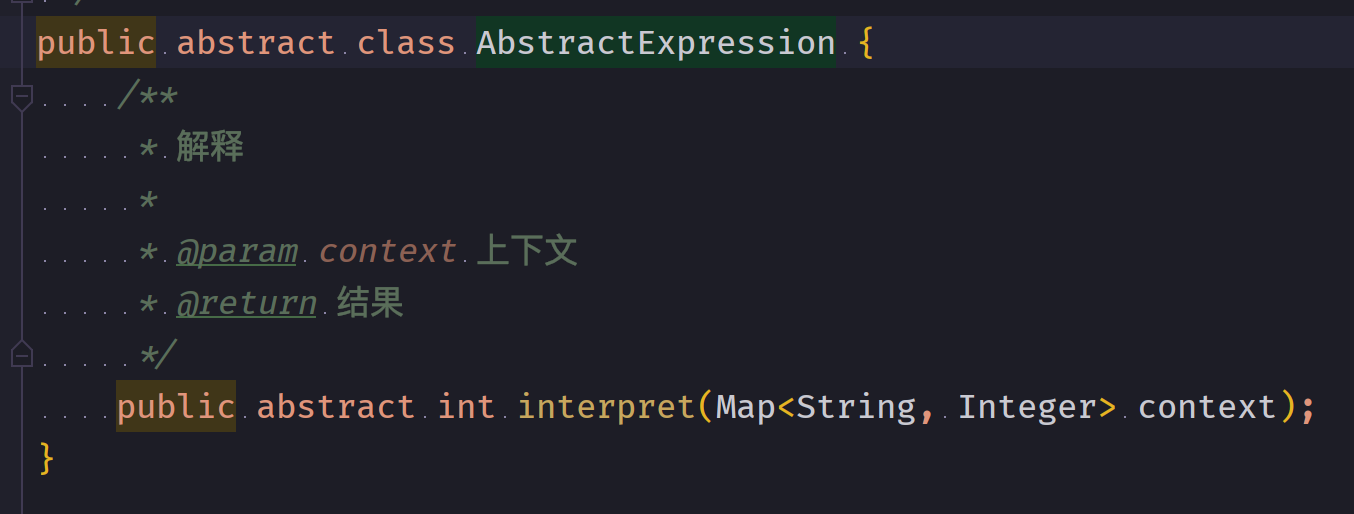 */
public abstract class AbstractExpression {
/**
* 解释
*
* @param context 上下文
* @return 结果
*/
public abstract int interpret(Map<String, Integer> context);
}